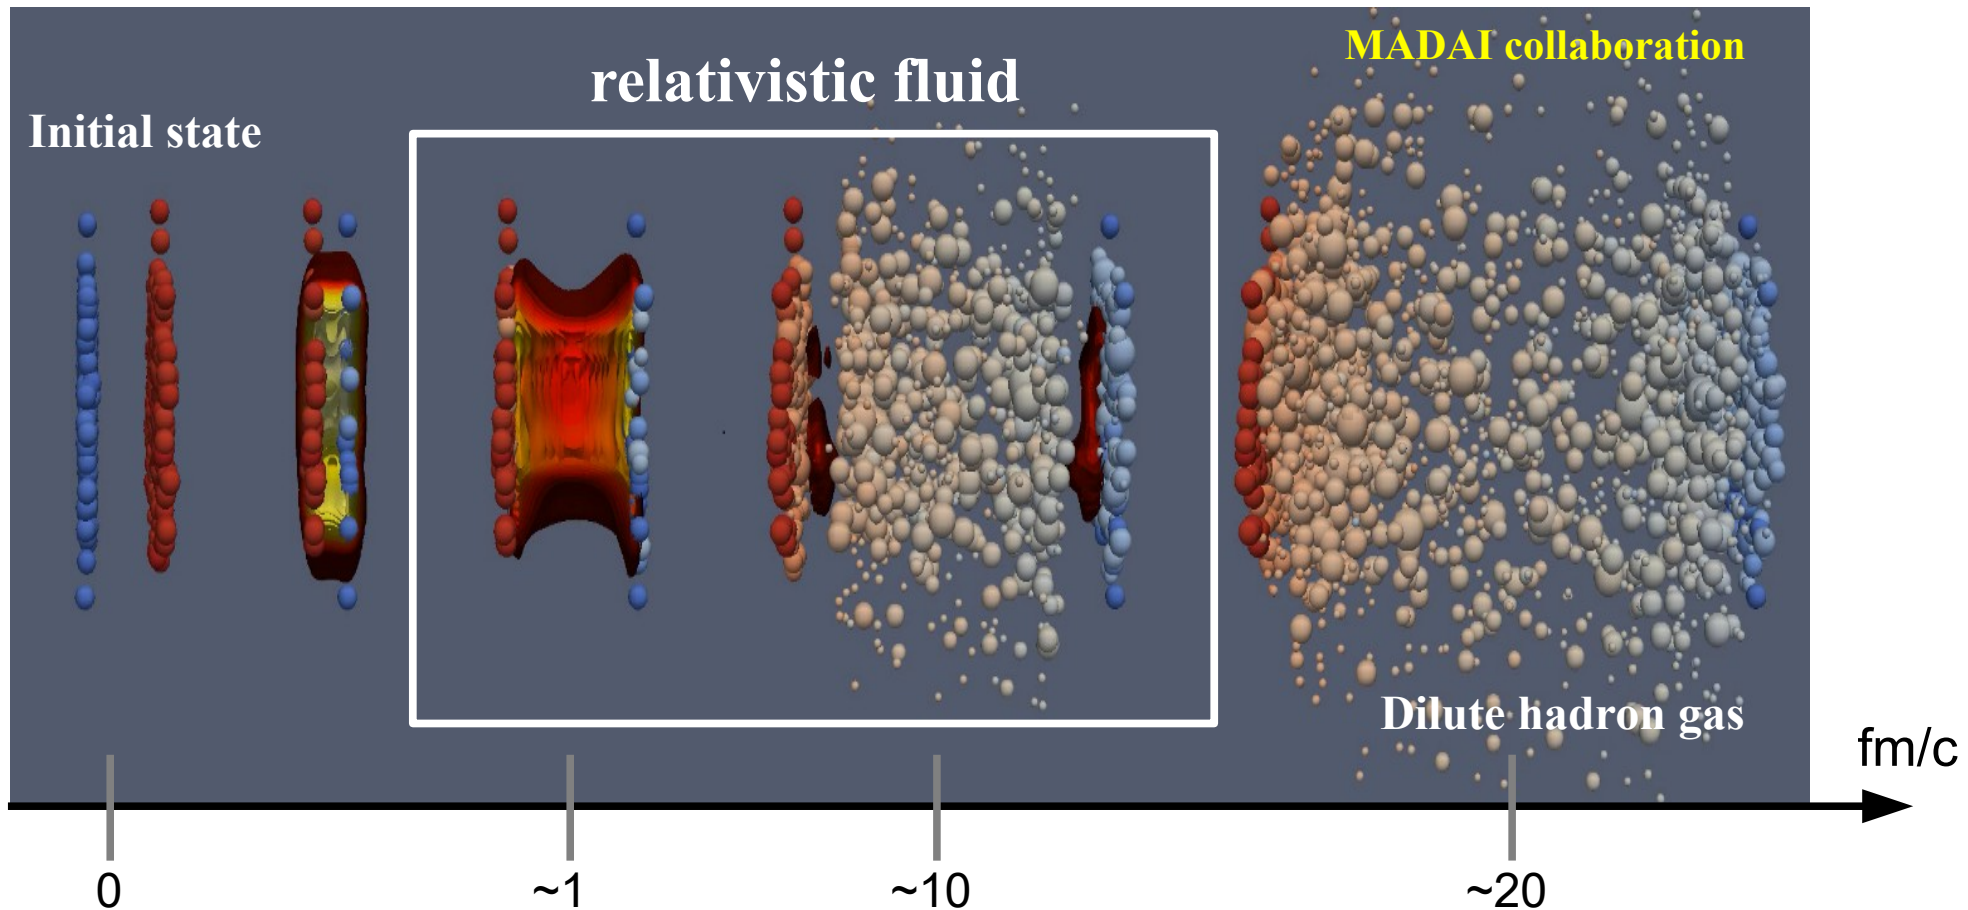 MADAI collaboration
relativistic fluid
Initial state
Dilute hadron gas
fm/c
0
~1
~10
~20